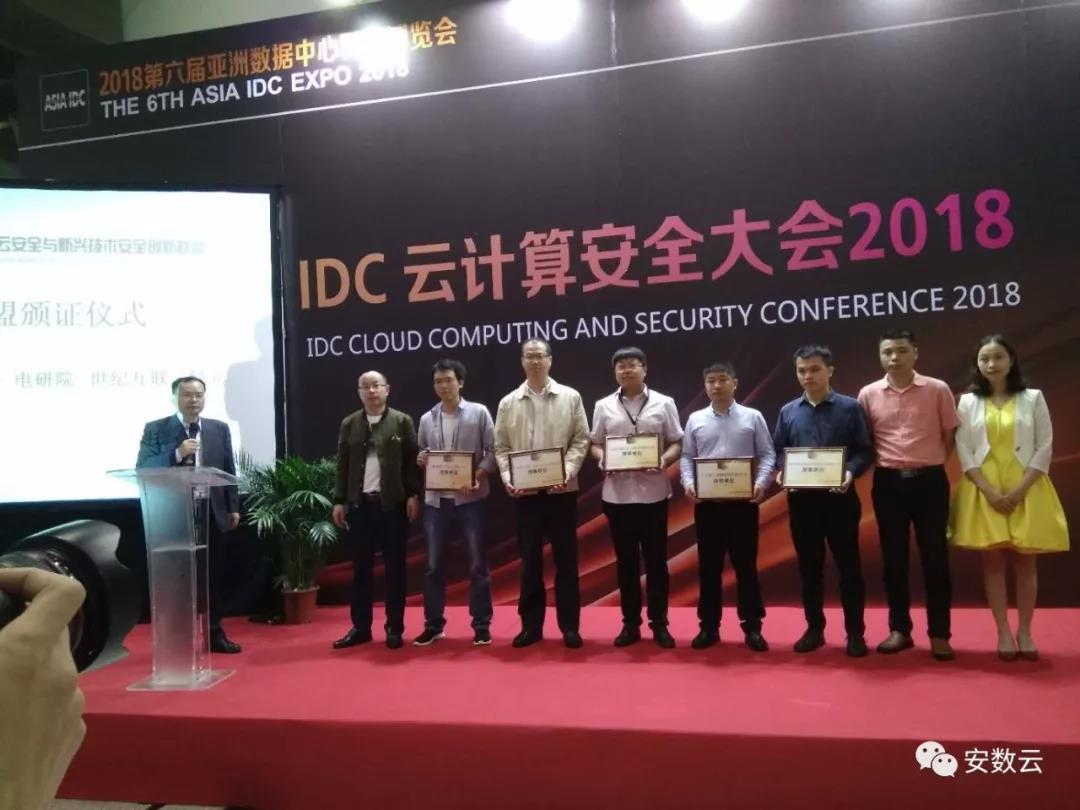 ASIA IDC
2018第六届亚洲数据中心 览会
THE 6TH ASIA IDC EXPO 2018
云安全与新兴技术安全创新联盟
盟颁证仪式
电研院 世纪互联
IDC 云计算安全大会2018
IDC CLOUD COMPUTING AND SECURITY CONFERENCE 2018
安数云